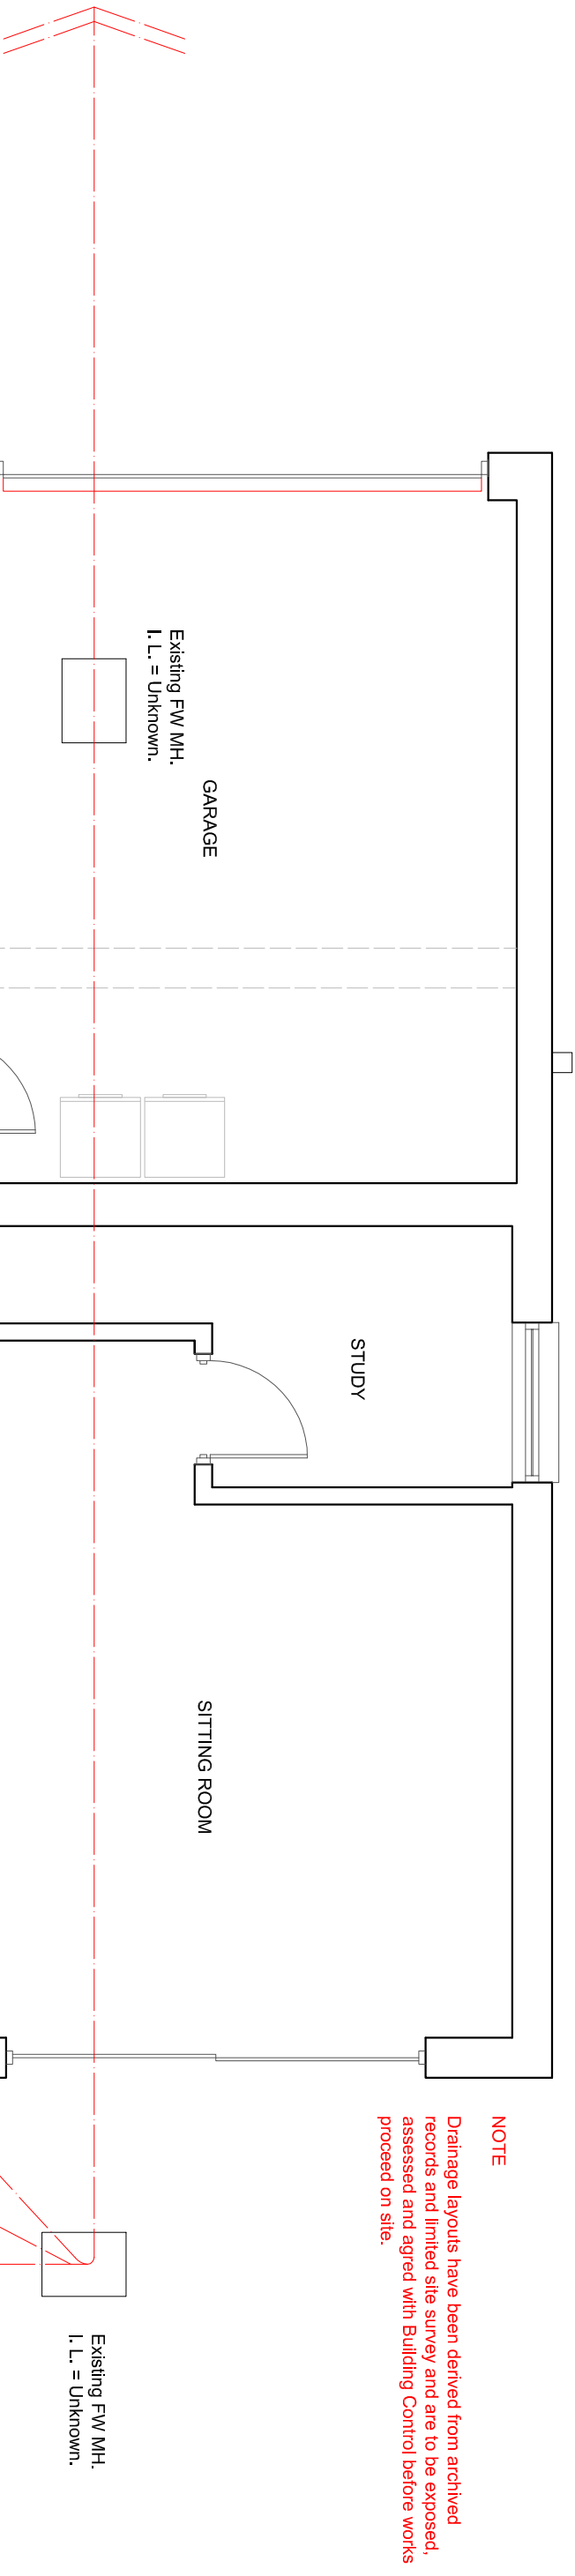 NOTE
Drainage layouts have been derived from archived
records and limited site survey and are to be exposed,
assessed and agred with Building Control before works
proceed on site.
STUDY
GARAGE
SITTING ROOM
Existing FW MH.
I. L. = Unknown.
Existing FW MH.
I. L. = Unknown.